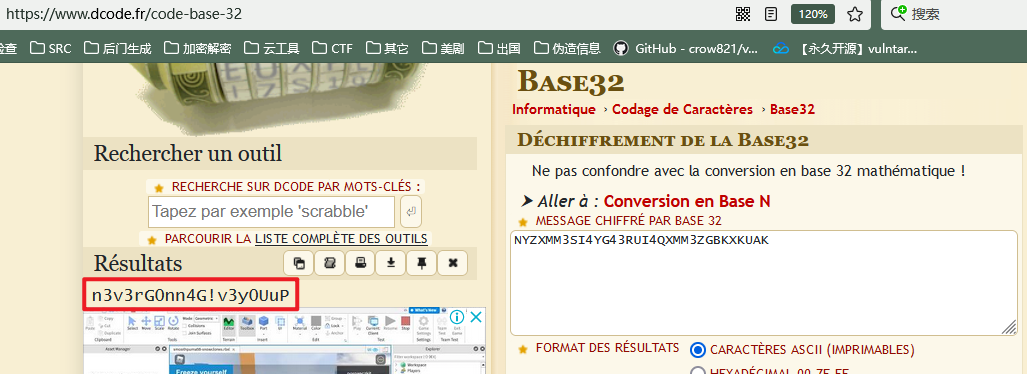 https://www.dcode.fr/code-base-32
120%
搜索
检查 SRC 后门生成 加密解密 云工具 CTF 其它 美剧 出国 伪造信息 GitHub - crow821/v... 【永久开源】vulntar...
Rechercher un outil
RECHERCHE SUR DCODE PAR MOTS-CLÉS :
Tapez par exemple 'scrabble'
PARCOURIR LA LISTE COMPLÈTE DES OUTILS
Résultats
n3v3rG0nn4G!v3y0UuP
BASE32
Informatique › Codage de Caractères › Base32
DÉCHIFFREMENT DE LA BASE32
Ne pas confondre avec la conversion en base 32 mathématique !
Aller à : Conversion en Base N
MESSAGE CHIFFRÉ PAR BASE 32
NYZXMM3SI4YG43RUI4QXMM3ZGBKXKUAK
FORMAT DES RÉSULTATS
CARACTÈRES ASCII (IMPRIMABLES)
HEXADÉCIMAL 00-7F-FF
Freeze yourself